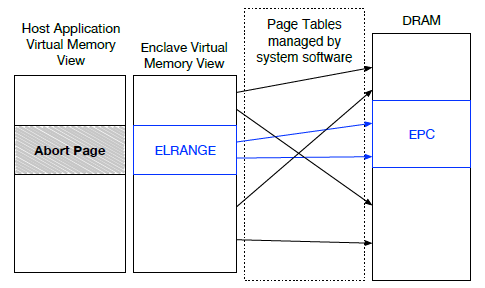 Host Application
Virtual Memory
View
Enclave Virtual
Memory View
Page Tables
managed by
system software
DRAM
Abort Page
ELRANGE
EPC